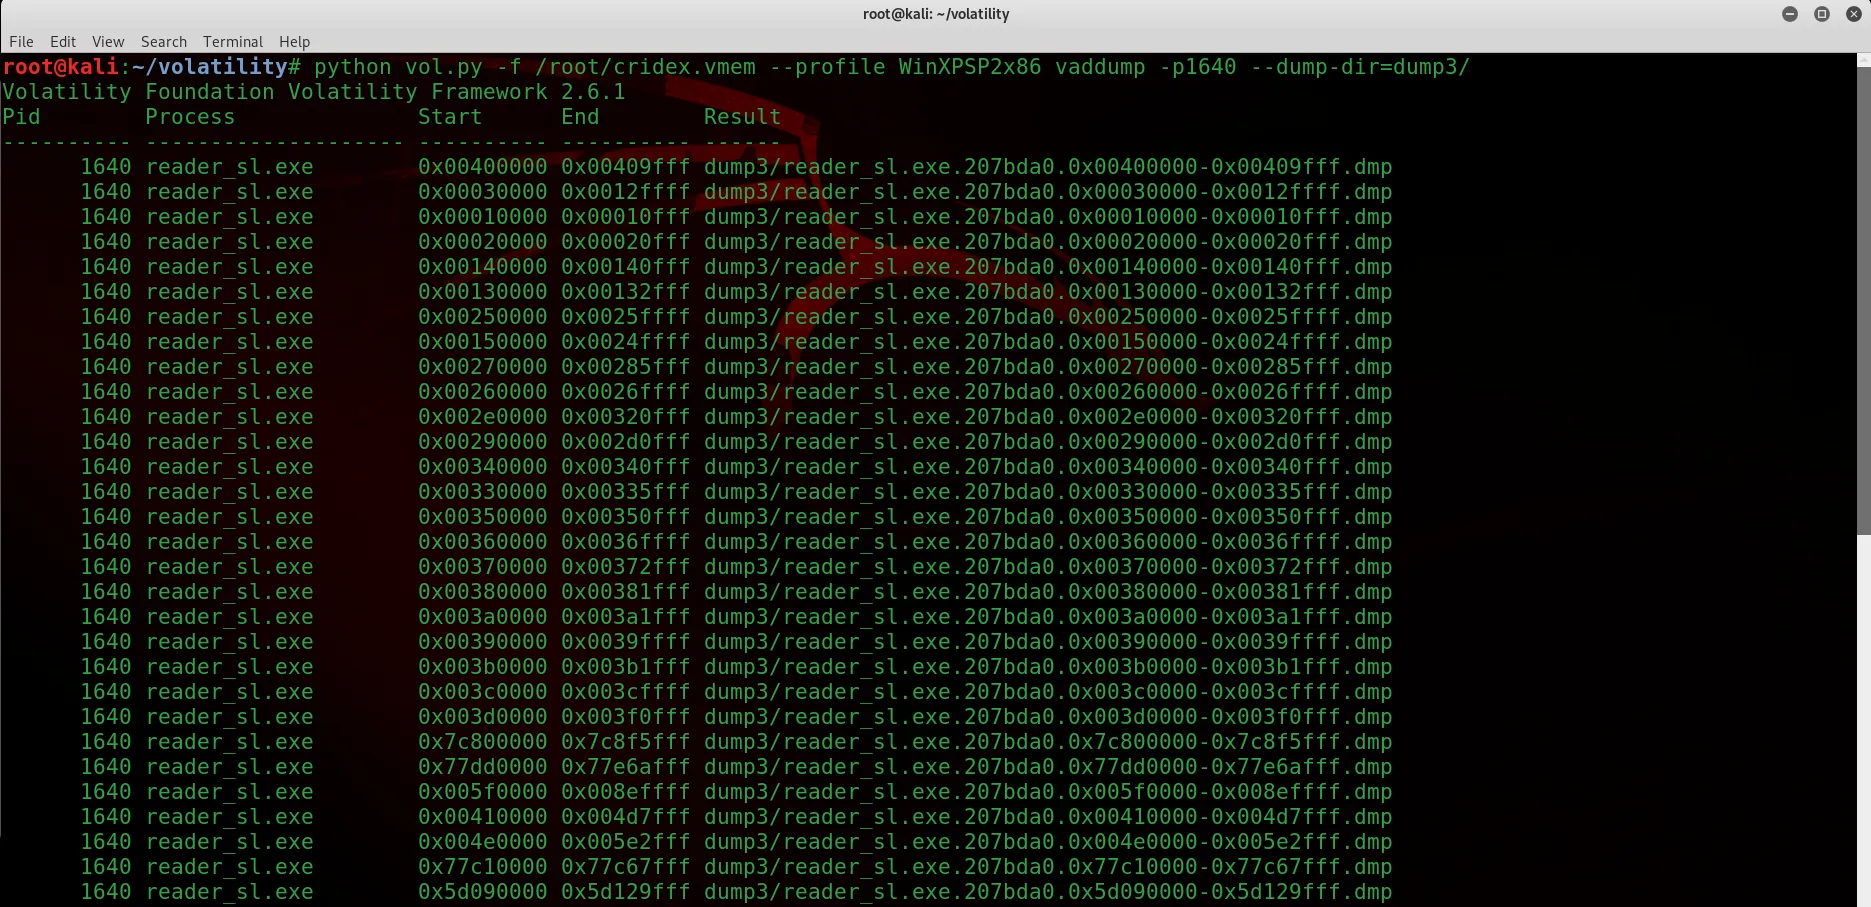 root@kali: ~/volatility
File Edit View Search Terminal Help
root@kali:~/volatility# python vol.py -f /root/cridex.vmem --profile WinXPSP2x86 vaddump -p1640 --dump-dir=dump3/
Volatility Foundation Volatility Framework 2.6.1
Pid        Process              Start      End        Result
---------- -------------------- ---------- ---------- ------
      1640 reader_sl.exe        0x00400000 0x00409fff dump3/reader_sl.exe.207bda0.0x00400000-0x00409fff.dmp
      1640 reader_sl.exe        0x00030000 0x0012ffff dump3/reader_sl.exe.207bda0.0x00030000-0x0012ffff.dmp
      1640 reader_sl.exe        0x00010000 0x00010fff dump3/reader_sl.exe.207bda0.0x00010000-0x00010fff.dmp
      1640 reader_sl.exe        0x00020000 0x00020fff dump3/reader_sl.exe.207bda0.0x00020000-0x00020fff.dmp
      1640 reader_sl.exe        0x00140000 0x00140fff dump3/reader_sl.exe.207bda0.0x00140000-0x00140fff.dmp
      1640 reader_sl.exe        0x00130000 0x00132fff dump3/reader_sl.exe.207bda0.0x00130000-0x00132fff.dmp
      1640 reader_sl.exe        0x00250000 0x0025ffff dump3/reader_sl.exe.207bda0.0x00250000-0x0025ffff.dmp
      1640 reader_sl.exe        0x00150000 0x0024ffff dump3/reader_sl.exe.207bda0.0x00150000-0x0024ffff.dmp
      1640 reader_sl.exe        0x00270000 0x00285fff dump3/reader_sl.exe.207bda0.0x00270000-0x00285fff.dmp
      1640 reader_sl.exe        0x00260000 0x0026ffff dump3/reader_sl.exe.207bda0.0x00260000-0x0026ffff.dmp
      1640 reader_sl.exe        0x002e0000 0x00320fff dump3/reader_sl.exe.207bda0.0x002e0000-0x00320fff.dmp
      1640 reader_sl.exe        0x00290000 0x002d0fff dump3/reader_sl.exe.207bda0.0x00290000-0x002d0fff.dmp
      1640 reader_sl.exe        0x00340000 0x00340fff dump3/reader_sl.exe.207bda0.0x00340000-0x00340fff.dmp
      1640 reader_sl.exe        0x00330000 0x00335fff dump3/reader_sl.exe.207bda0.0x00330000-0x00335fff.dmp
      1640 reader_sl.exe        0x00350000 0x00350fff dump3/reader_sl.exe.207bda0.0x00350000-0x00350fff.dmp
      1640 reader_sl.exe        0x00360000 0x0036ffff dump3/reader_sl.exe.207bda0.0x00360000-0x0036ffff.dmp
      1640 reader_sl.exe        0x00370000 0x00372fff dump3/reader_sl.exe.207bda0.0x00370000-0x00372fff.dmp
      1640 reader_sl.exe        0x00380000 0x00381fff dump3/reader_sl.exe.207bda0.0x00380000-0x00381fff.dmp
      1640 reader_sl.exe        0x003a0000 0x003a1fff dump3/reader_sl.exe.207bda0.0x003a0000-0x003a1fff.dmp
      1640 reader_sl.exe        0x00390000 0x0039ffff dump3/reader_sl.exe.207bda0.0x00390000-0x0039ffff.dmp
      1640 reader_sl.exe        0x003b0000 0x003b1fff dump3/reader_sl.exe.207bda0.0x003b0000-0x003b1fff.dmp
      1640 reader_sl.exe        0x003c0000 0x003cffff dump3/reader_sl.exe.207bda0.0x003c0000-0x003cffff.dmp
      1640 reader_sl.exe        0x003d0000 0x003f0fff dump3/reader_sl.exe.207bda0.0x003d0000-0x003f0fff.dmp
      1640 reader_sl.exe        0x7c800000 0x7c8f5fff dump3/reader_sl.exe.207bda0.0x7c800000-0x7c8f5fff.dmp
      1640 reader_sl.exe        0x77dd0000 0x77e6afff dump3/reader_sl.exe.207bda0.0x77dd0000-0x77e6afff.dmp
      1640 reader_sl.exe        0x005f0000 0x008effff dump3/reader_sl.exe.207bda0.0x005f0000-0x008effff.dmp
      1640 reader_sl.exe        0x00410000 0x004d7fff dump3/reader_sl.exe.207bda0.0x00410000-0x004d7fff.dmp
      1640 reader_sl.exe        0x004e0000 0x005e2fff dump3/reader_sl.exe.207bda0.0x004e0000-0x005e2fff.dmp
      1640 reader_sl.exe        0x77c10000 0x77c67fff dump3/reader_sl.exe.207bda0.0x77c10000-0x77c67fff.dmp
      1640 reader_sl.exe        0x5d090000 0x5d129fff dump3/reader_sl.exe.207bda0.0x5d090000-0x5d129fff.dmp